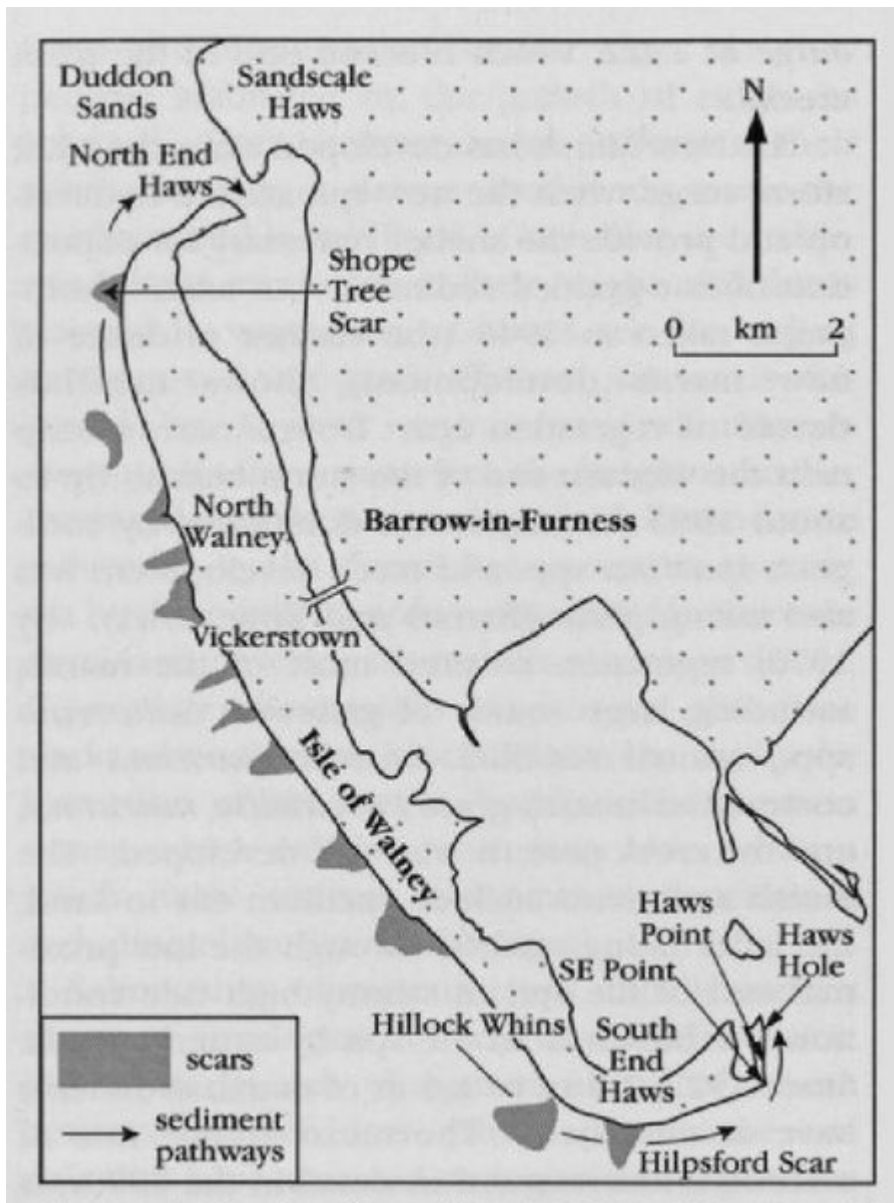 Duddon
Sands
Sandscale
Haws
N
North End
Haws
Shope
Tree
Scar
0 km 2
North
Walney
Barrow-in-Furness
Vickerstown
Isle of Walney
Haws
Point
Haws
Hole
SE Point
Hillock Whins
South
End
Haws
scars
sediment
pathways
Hilpsford Scar